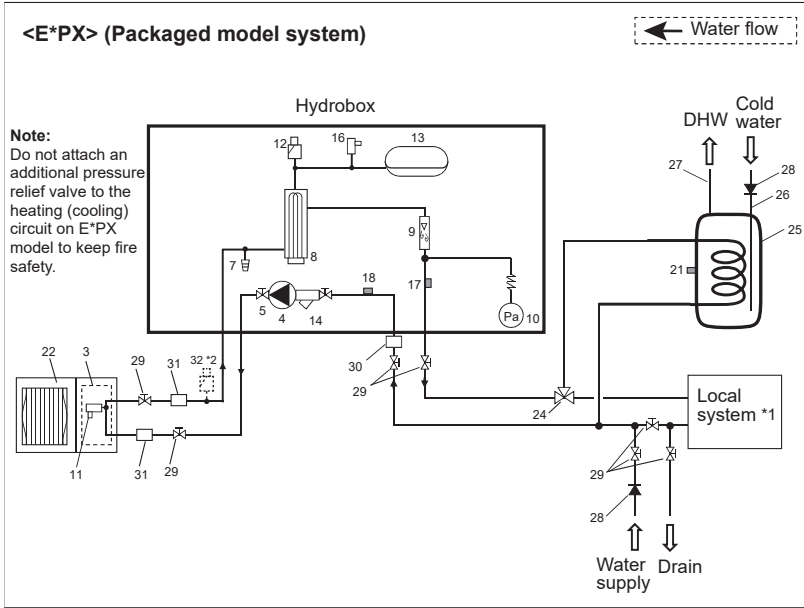 <E*PX> (Packaged model system)
Water flow
Hydrobox
Note:
Do not attach an
additional pressure
relief valve to the
heating (cooling)
circuit on E*PX
model to keep fire
safety.
DHW
Cold
water
12
16
13
27
28
26
25
9
7
8
21
18
17
5
4
14
Pa
10
30
22
3
29
31
32 *2
29
24
Local
system *1
11
31
29
29
28
Water
supply
Drain